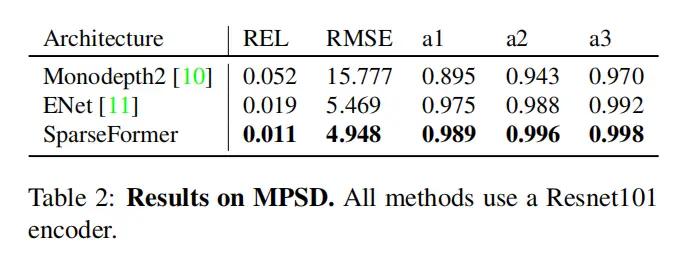 Architecture REL RMSE a1 a2 a3
Monodepth2 [10] 0.052 15.777 0.895 0.943 0.970
ENet [11] 0.019 5.469 0.975 0.988 0.992
SparseFormer 0.011 4.948 0.989 0.996 0.998
Table 2: Results on MPSD. All methods use a Resnet101
encoder.